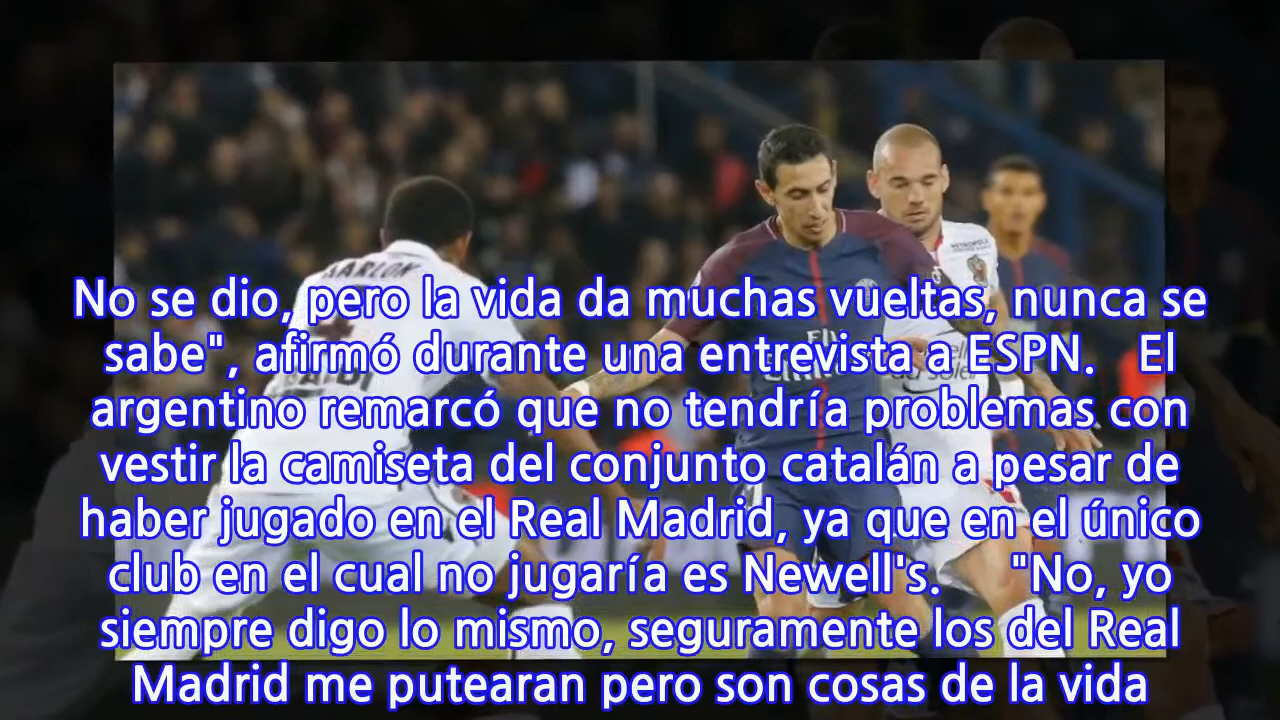 No se dio, pero la vida da muchas vueltas, nunca se
sabe", afirmó durante una entrevista a ESPN.   El
argentino remarcó que no tendría problemas con
vestir la camiseta del conjunto catalán a pesar de
haber jugado en el Real Madrid, ya que en el único
club en el cual no jugaría es Newell's.    "No, yo
siempre digo lo mismo, seguramente los del Real
Madrid me putearan pero son cosas de la vida
MARLON